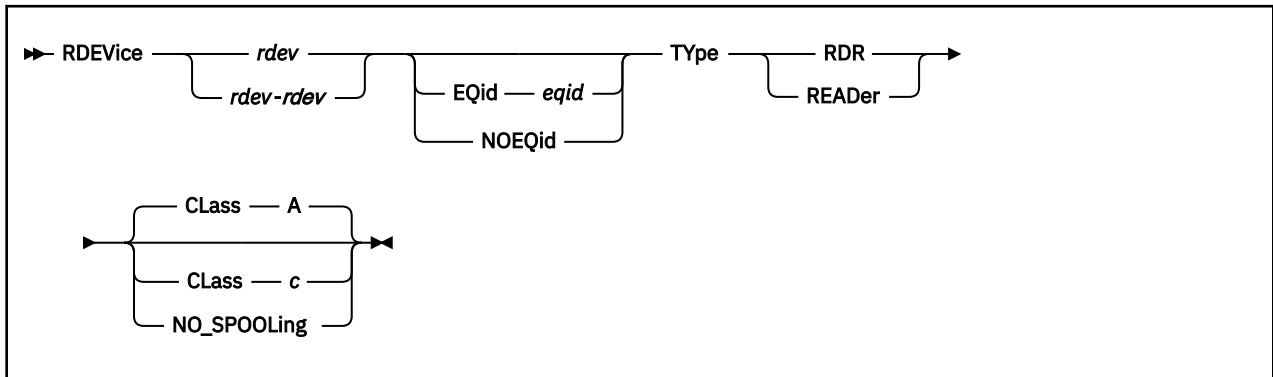 RDEVice rdev TYpe RDR
rdev-rdev READer
EQid eqid
NOEQid
CLass A
CLass c
NO_SPOOLing